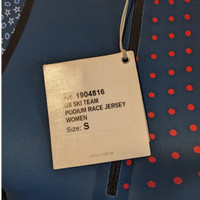 Art. 1904816
US SKI TEAM
PODIUM RACE JERSEY
WOMEN
Size: S